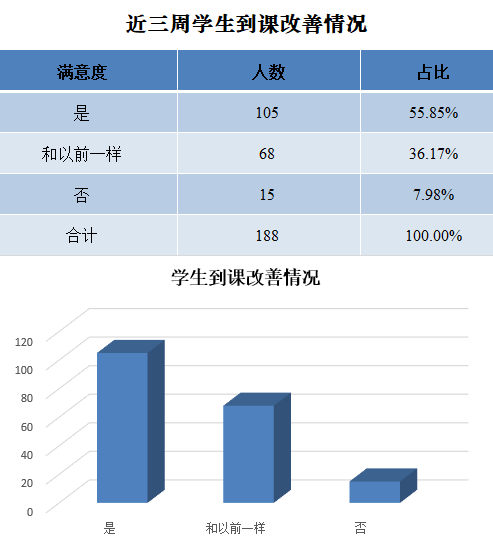 近三周学生到课改善情况
满意度 人数 占比
是 105 55.85%
和以前一样 68 36.17%
否 15 7.98%
合计 188 100.00%
学生到课改善情况
120
100
80
60
40
20
0
是 和以前一样 否